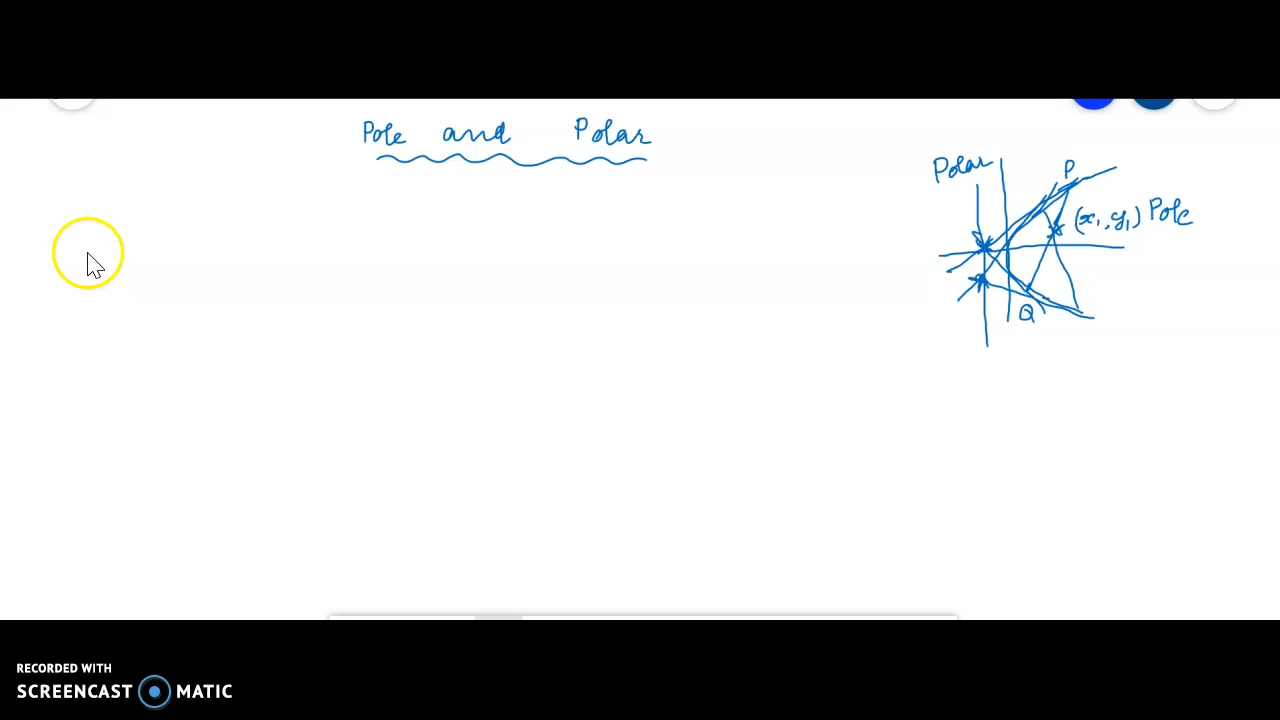 Pole and Polar
Polar
P
(x₁, y₁) Pole
Q
RECORDED WITH
SCREENCAST MATIC